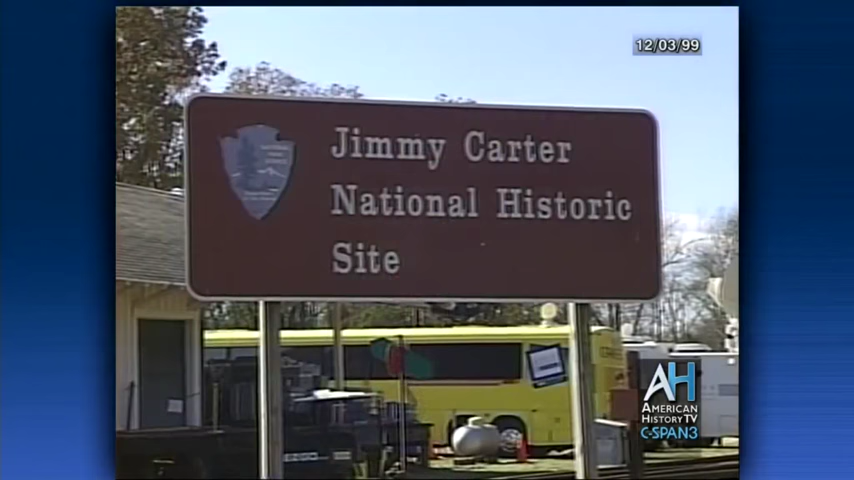 12/03/99
Jimmy Carter
National Historic
Site
AH
AMERICAN
HISTORY TV
C-SPAN3